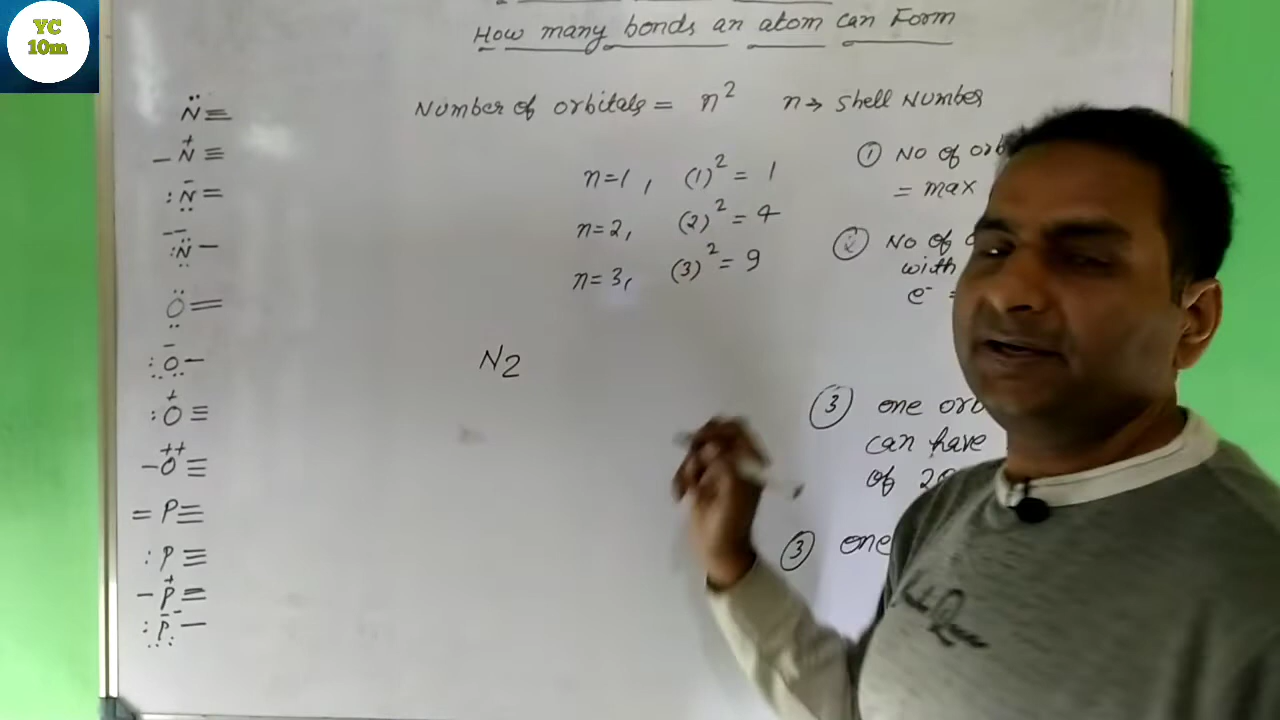 YC
10m
How many bonds an atom can Form
Number of orbitals = n² n → shell Number
n=1, (1)² = 1
n=2, (2)² = 4
n=3, (3)² = 9
N2
① No of
= max
② No of
with
e⁻ =
③ one
can have
of
③ one
N̈≡
–N⁺≡
:N̈⁻=
:N̈⁻⁻–
Ö=
:Ö⁻–
:O⁺≡
–O⁺⁺≡
=P≡
:P≡
–P⁺=
:P̈⁻⁻–